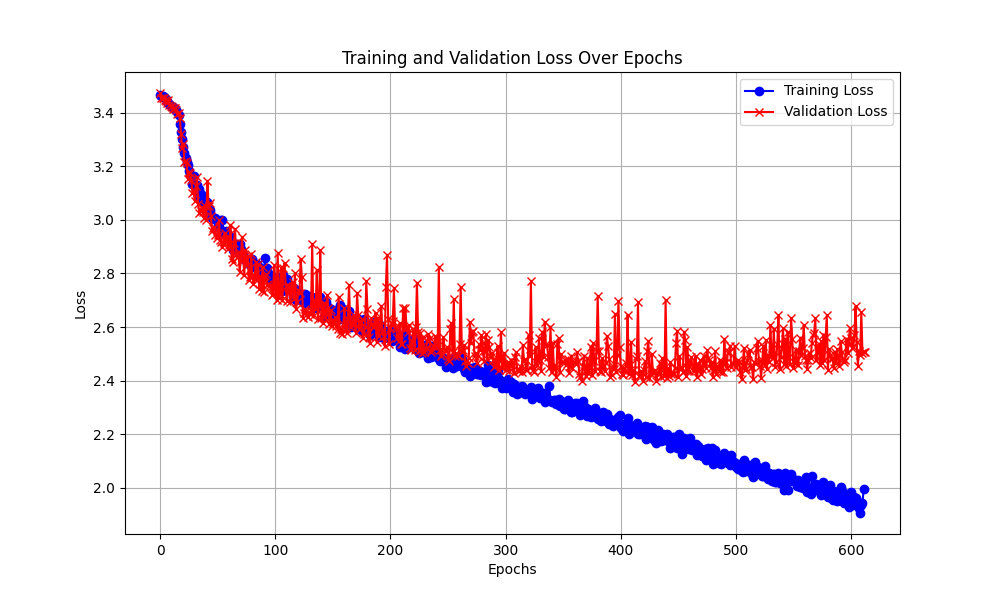 Training and Validation Loss Over Epochs
Training Loss
Validation Loss
3.4
3.2
3.0
2.8
2.6
2.4
2.2
2.0
Loss
0 100 200 300 400 500 600
Epochs